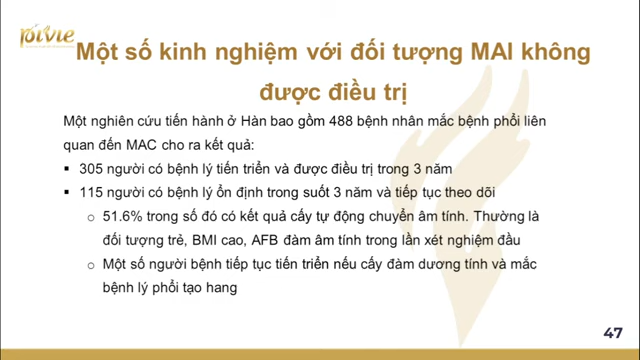 pivie
Một số kinh nghiệm với đối tượng MAI không
được điều trị
Một nghiên cứu tiến hành ở Hàn bao gồm 488 bệnh nhân mắc bệnh phổi liên
quan đến MAC cho ra kết quả:
▪ 305 người có bệnh lý tiến triển và được điều trị trong 3 năm
▪ 115 người có bệnh lý ổn định trong suốt 3 năm và tiếp tục theo dõi
o 51.6% trong số đó có kết quả cấy tự động chuyển âm tính. Thường là
đối tượng trẻ, BMI cao, AFB đàm âm tính trong lần xét nghiệm đầu
o Một số người bệnh tiếp tục tiến triển nếu cấy đàm dương tính và mắc
bệnh lý phổi tạo hang
47